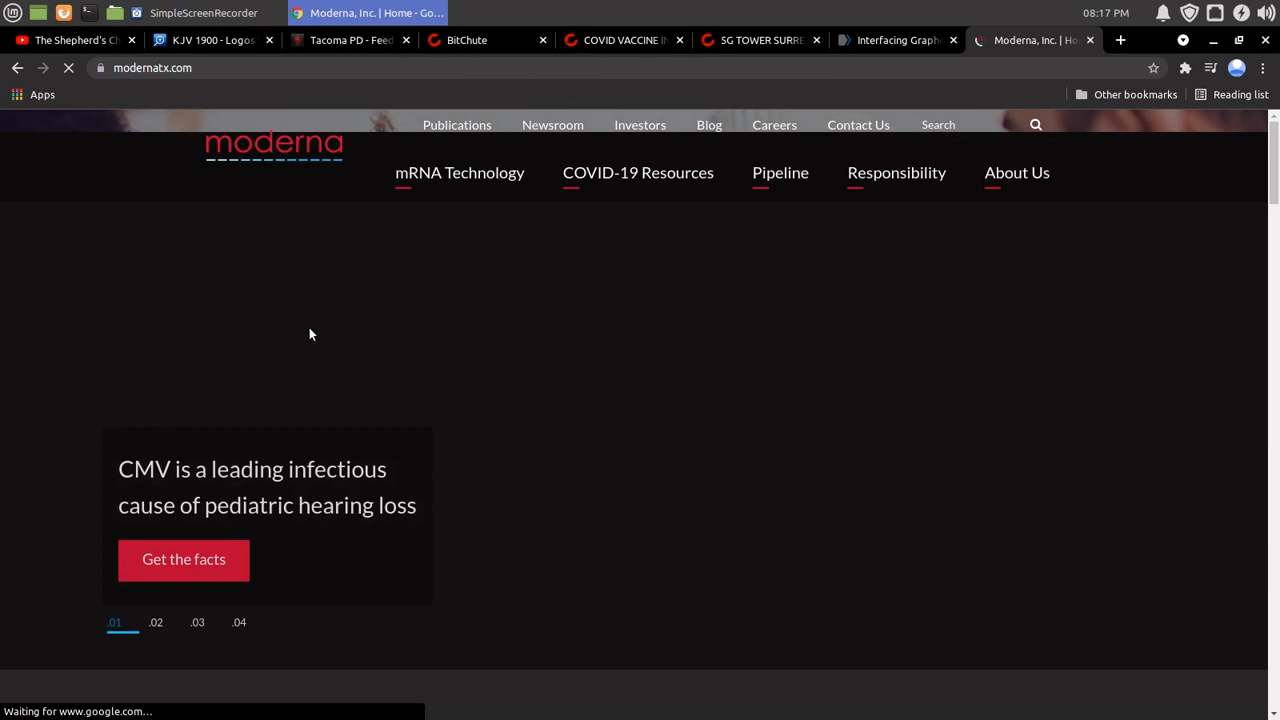 SimpleScreenRecorder
Moderna, Inc. | Home - Go...
08:17 PM
The Shepherd's Ch
KJV 1900 - Logos
Tacoma PD - Feed
BitChute
COVID VACCINE IN
5G TOWER SURRE
Interfacing Graph
Moderna, Inc. | Ho
modernatx.com
Apps
Other bookmarks
Reading list
Publications
Newsroom
Investors
Blog
Careers
Contact Us
Search
moderna
mRNA Technology
COVID-19 Resources
Pipeline
Responsibility
About Us
CMV is a leading infectious
cause of pediatric hearing loss
Get the facts
.01 .02 .03 .04
Waiting for www.google.com...